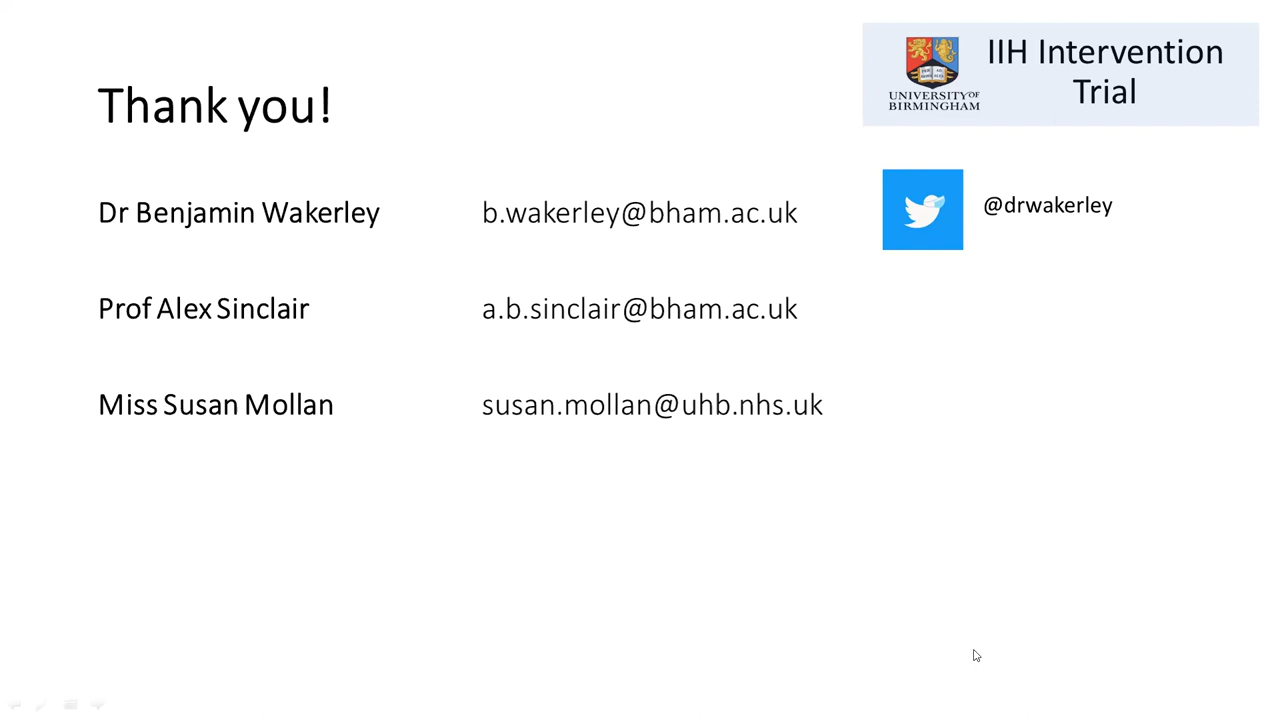 Thank you!
IIH Intervention
Trial
UNIVERSITY OF
BIRMINGHAM
Dr Benjamin Wakerley b.wakerley@bham.ac.uk @drwakerley
Prof Alex Sinclair a.b.sinclair@bham.ac.uk
Miss Susan Mollan susan.mollan@uhb.nhs.uk